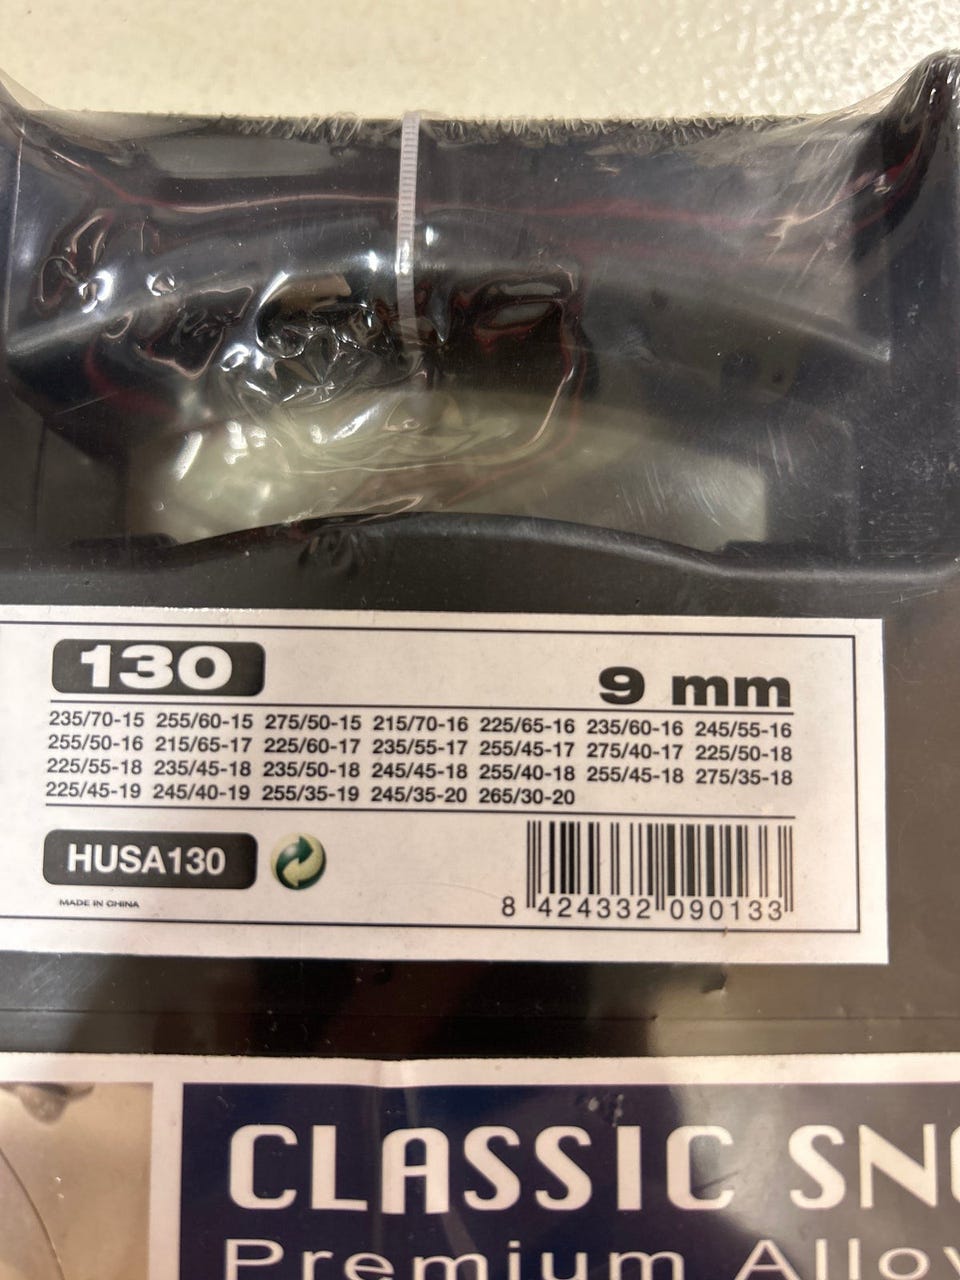 130 9 mm
235/70-15 255/60-15 275/50-15 215/70-16 225/65-16 235/60-16 245/55-16
255/50-16 215/65-17 225/60-17 235/55-17 255/45-17 275/40-17 225/50-18
225/55-18 235/45-18 235/50-18 245/45-18 255/40-18 255/45-18 275/35-18
225/45-19 245/40-19 255/35-19 245/35-20 265/30-20
HUSA130
MADE IN CHINA
8 424332 090133
CLASSIC SN
Premium Alloy